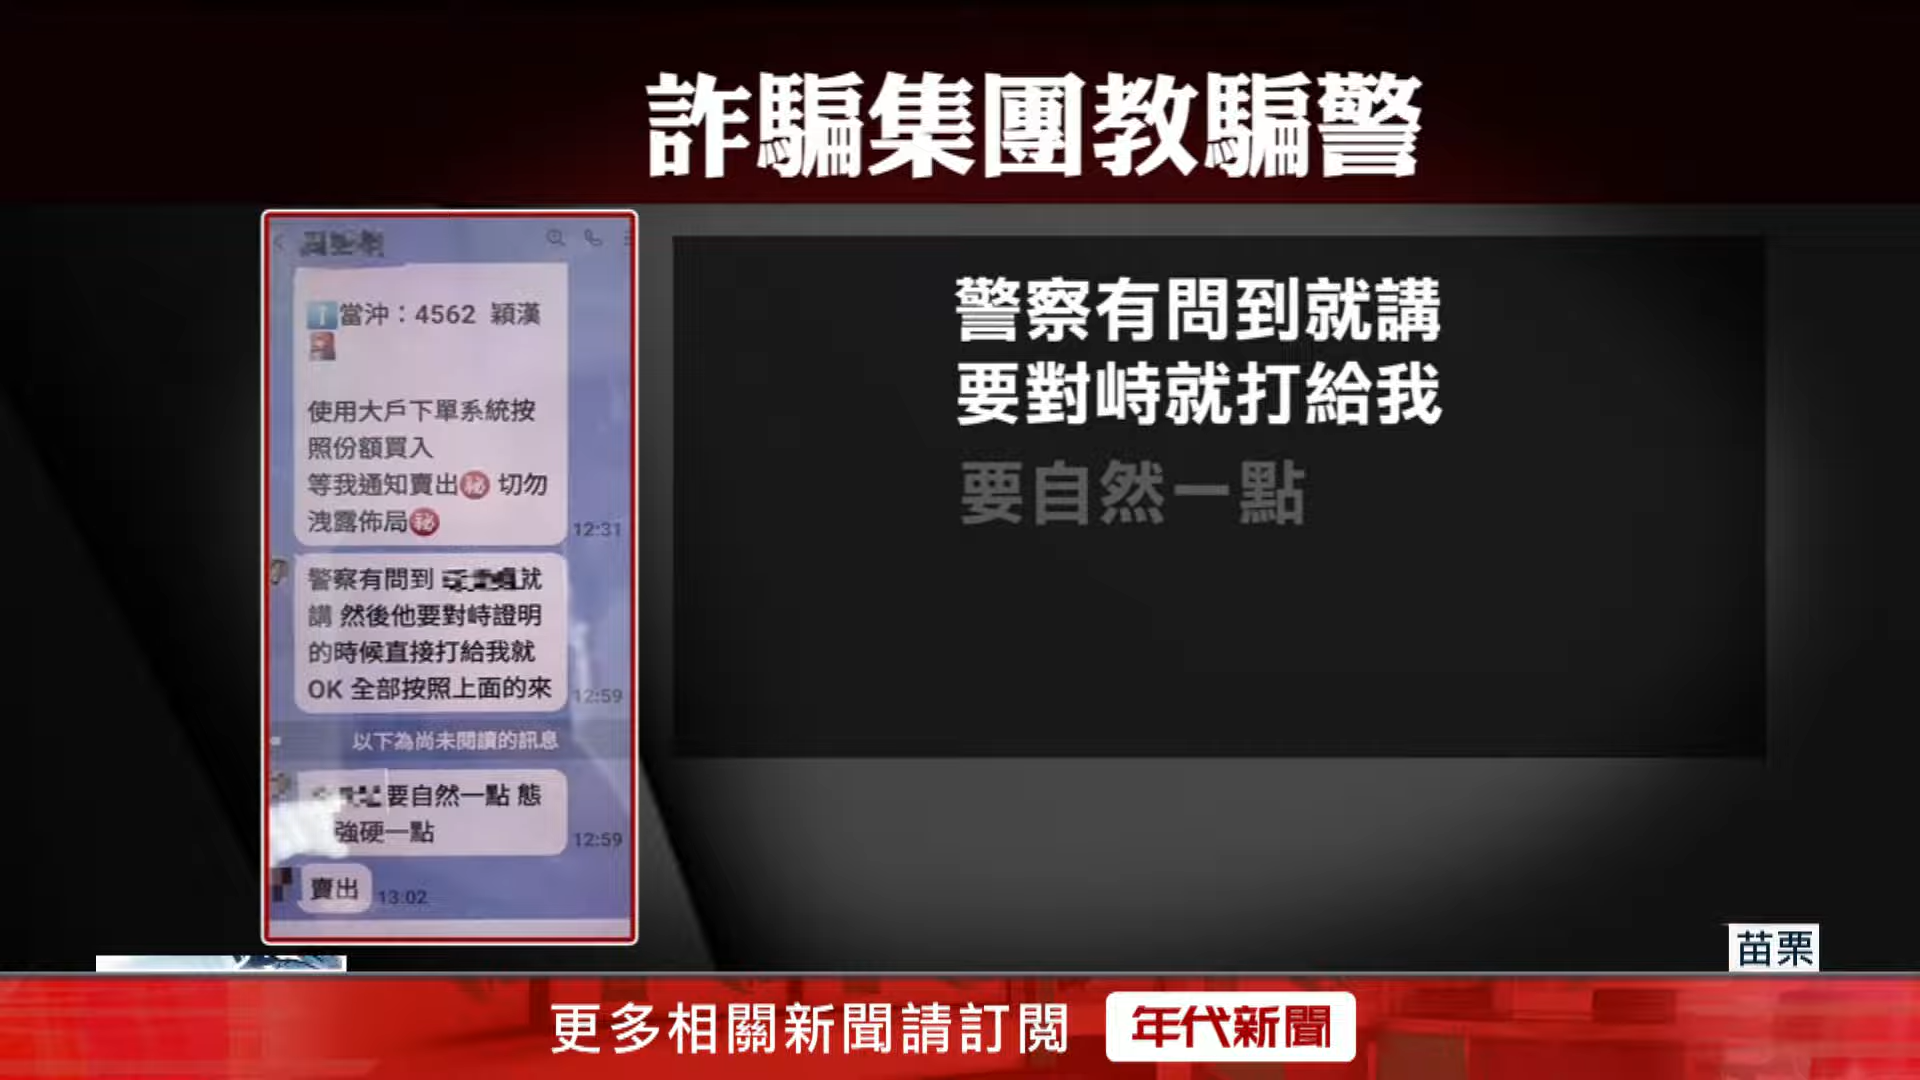 詐騙集團教騙警
當沖：4562 穎漢
使用大戶下單系統按
照份額買入
等我通知賣出㊙ 切勿
洩露佈局㊙
12:31
警察有問到
就
講 然後他要對峙證明
的時候直接打給我就
OK 全部按照上面的來
12:59
以下為尚未閱讀的訊息
要自然一點 態
強硬一點
12:59
賣出
13:02
警察有問到就講
要對峙就打給我
要自然一點
苗栗
更多相關新聞請訂閱
年代新聞